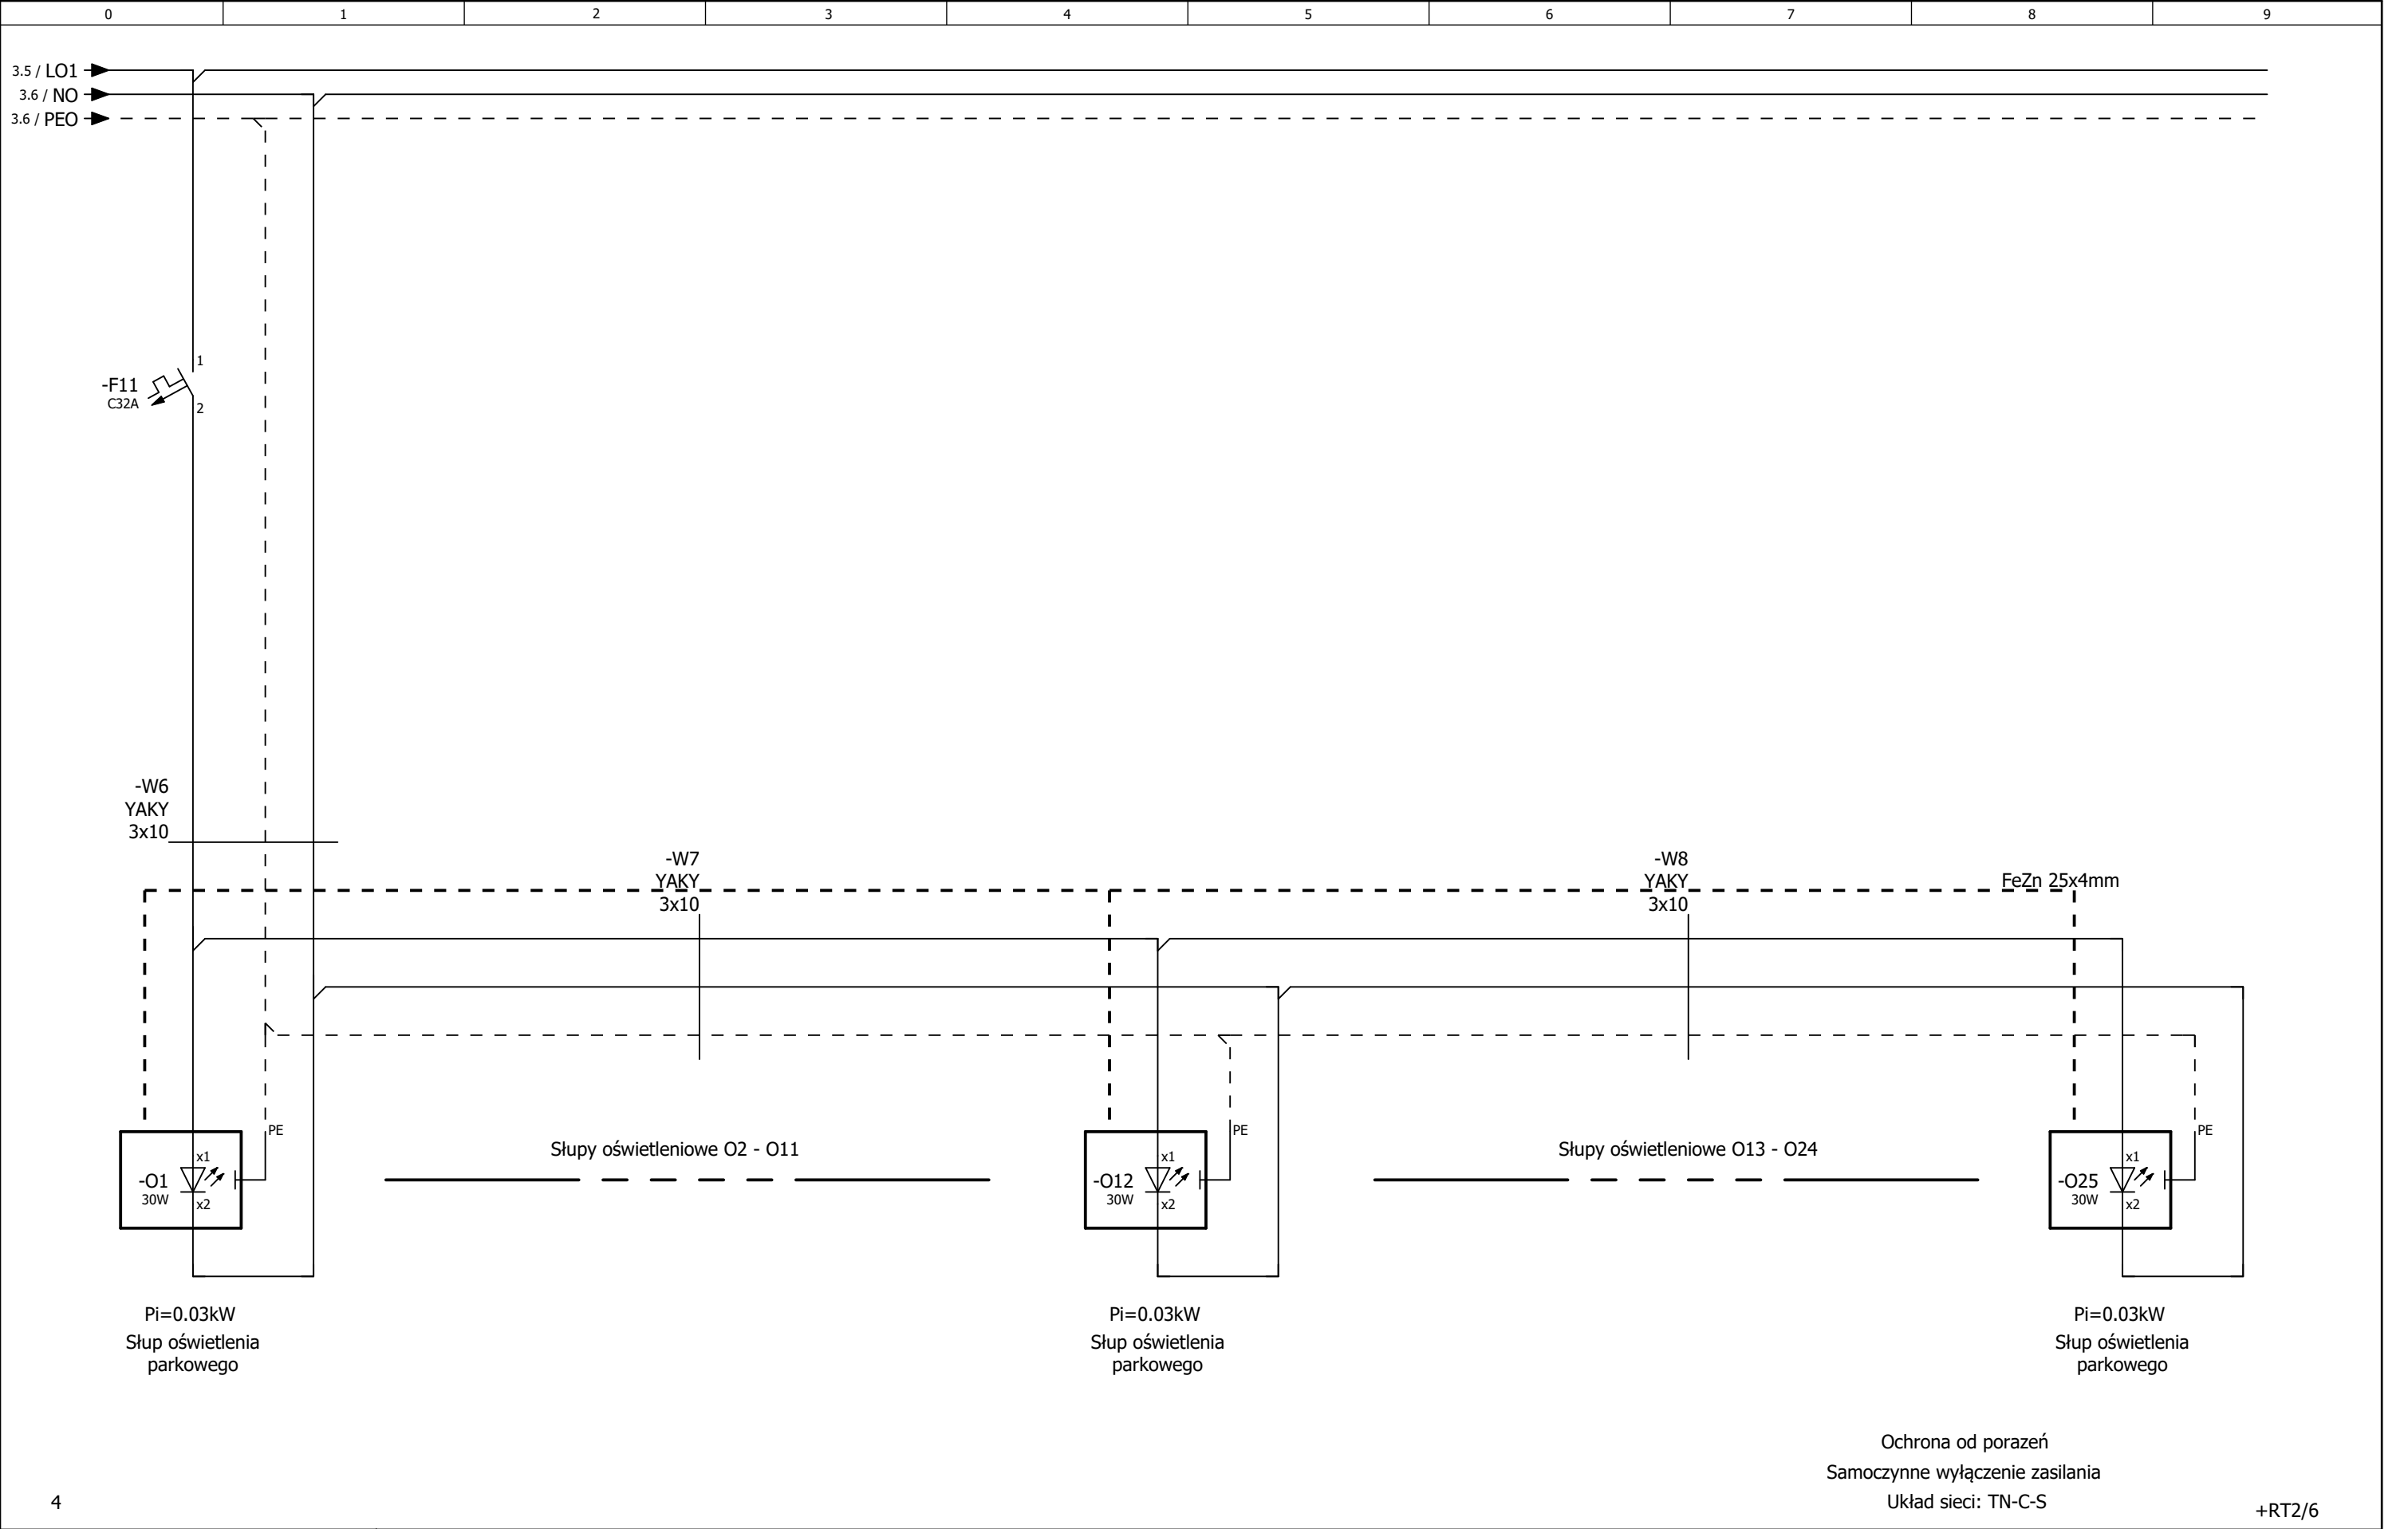 0 1 2 3 4 5 6 7 8 9
3.5 / LO1
3.6 / NO
3.6 / PEO
-F11
C32A
1
2
-W6
YAKY
3x10
-W7
YAKY
3x10
-W8
YAKY
3x10
FeZn 25x4mm
-O1
30W
x1
x2
PE
Słupy oświetleniowe O2 - O11
-O12
30W
x1
x2
PE
Słupy oświetleniowe O13 - O24
-O25
30W
x1
x2
PE
Pi=0.03kW
Słup oświetlenia
parkowego
Pi=0.03kW
Słup oświetlenia
parkowego
Pi=0.03kW
Słup oświetlenia
parkowego
Ochrona od porażeń
Samoczynne wyłączenie zasilania
Układ sieci: TN-C-S
4
+RT2/6